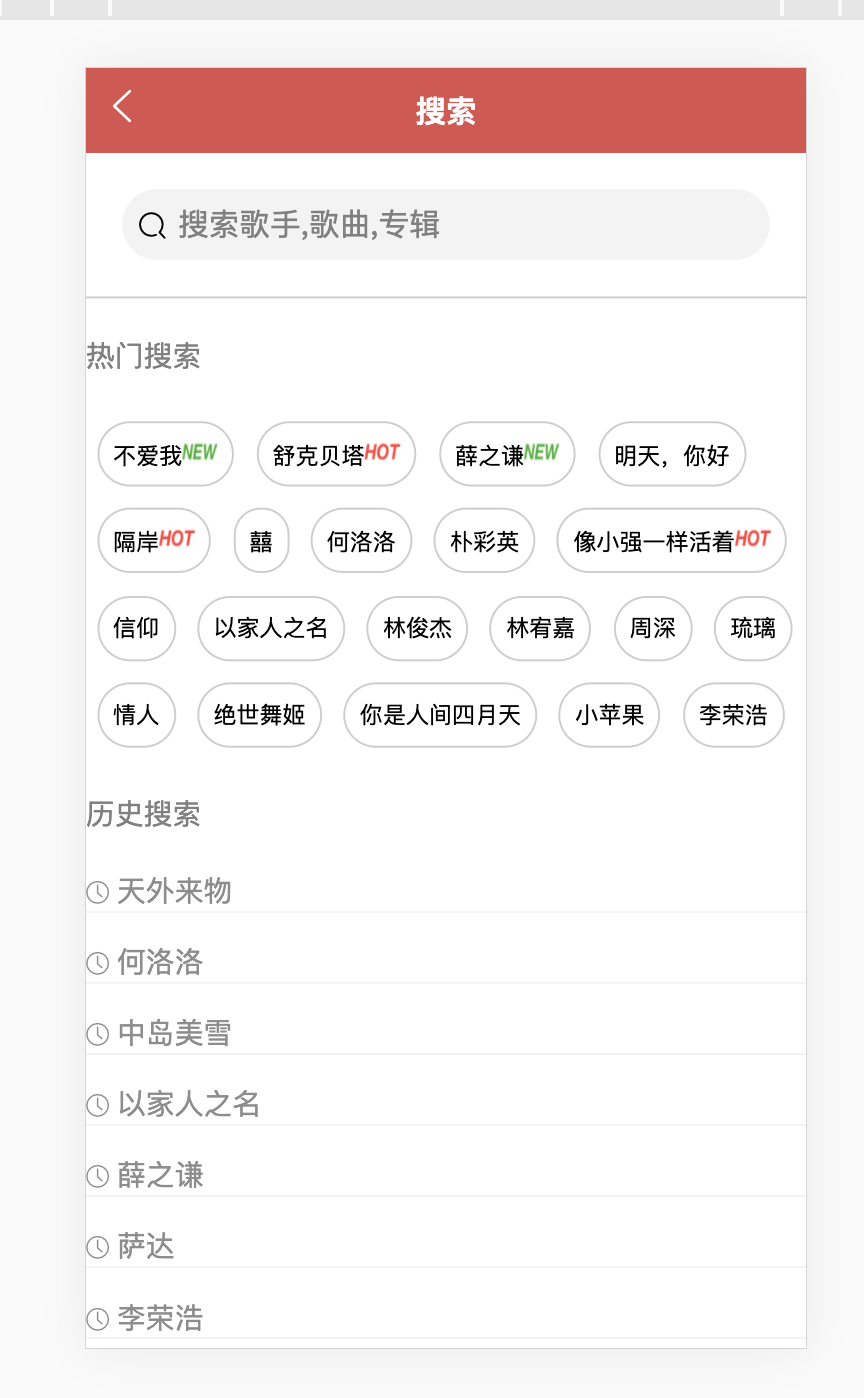 搜索
搜索歌手,歌曲,专辑
热门搜索
不爱我NEW 舒克贝塔HOT 薛之谦NEW 明天，你好
隔岸HOT 囍 何洛洛 朴彩英 像小强一样活着HOT
信仰 以家人之名 林俊杰 林宥嘉 周深 琉璃
情人 绝世舞姬 你是人间四月天 小苹果 李荣浩
历史搜索
天外来物
何洛洛
中岛美雪
以家人之名
薛之谦
萨达
李荣浩